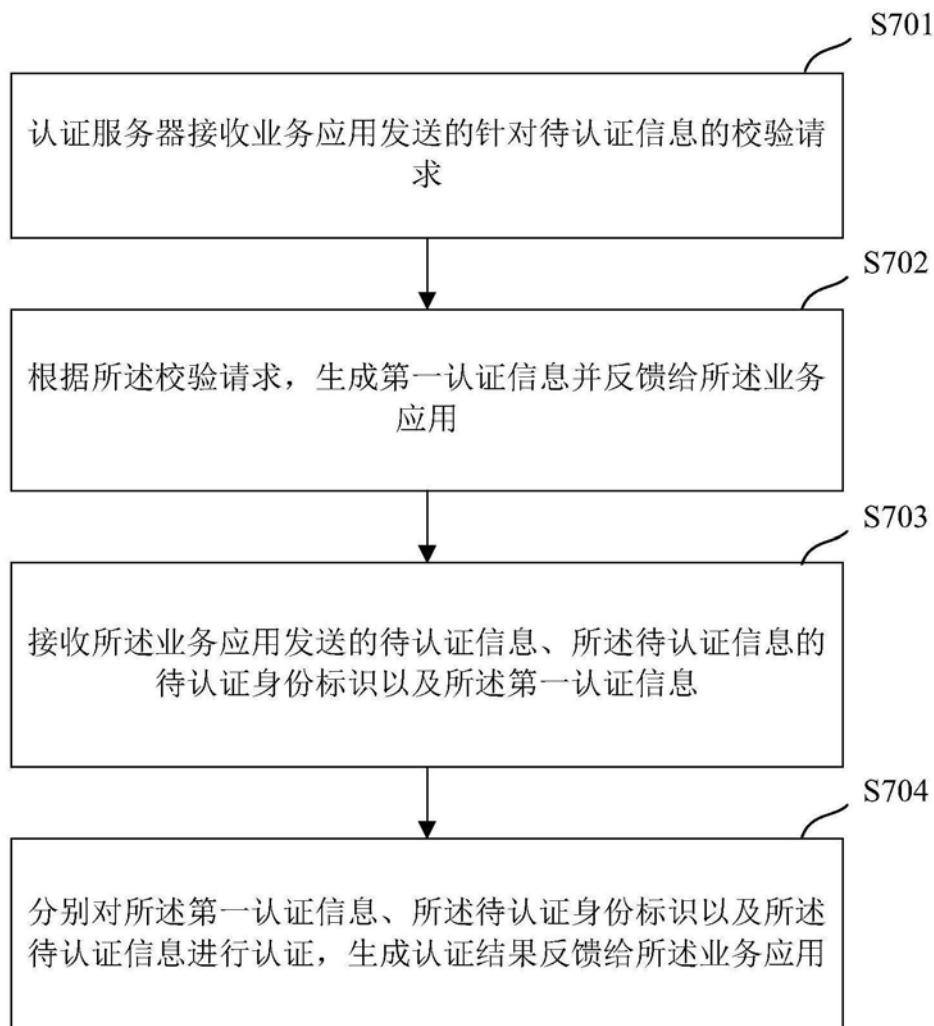 S701
认证服务器接收业务应用发送的针对待认证信息的校验请
求
S702
根据所述校验请求，生成第一认证信息并反馈给所述业务
应用
S703
接收所述业务应用发送的待认证信息、所述待认证信息的
待认证身份标识以及所述第一认证信息
S704
分别对所述第一认证信息、所述待认证身份标识以及所述
待认证信息进行认证，生成认证结果反馈给所述业务应用